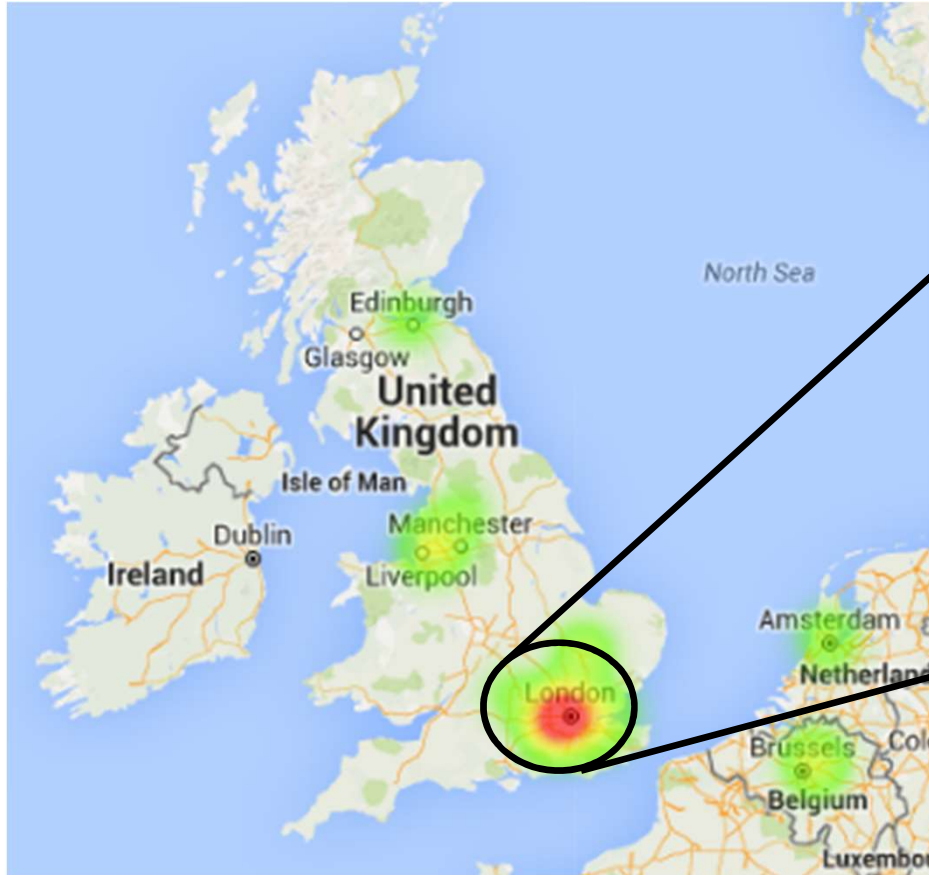 North Sea
Edinburgh
Glasgow
United
Kingdom
Isle of Man
Manchester
Dublin
Ireland
Liverpool
Amsterdam
Netherland
London
Brussels
Belgium
Luxembou